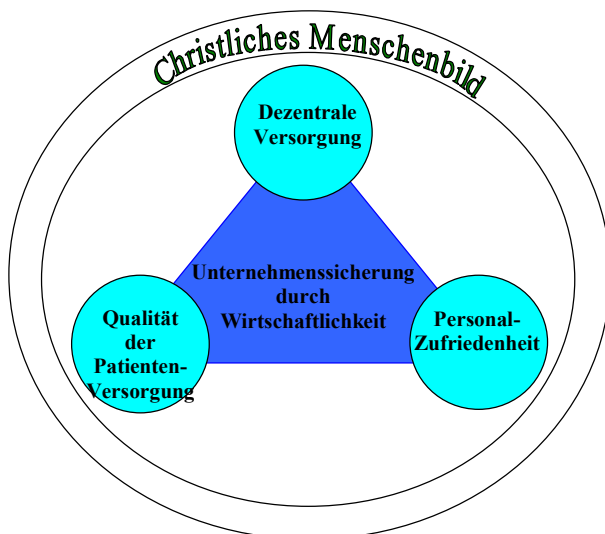 Christliches Menschenbild
Dezentrale
Versorgung
Unternehmenssicherung
durch
Wirtschaftlichkeit
Qualität
der
Patienten-
Versorgung
Personal-
Zufriedenheit